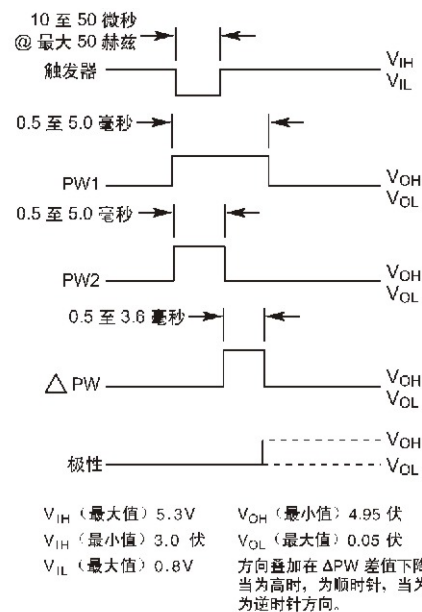 10 至 50 微秒
@ 最大 50 赫兹
触发器
V_IH
V_IL
0.5 至 5.0 毫秒
PW1
V_OH
V_OL
0.5 至 5.0 毫秒
PW2
V_OH
V_OL
0.5 至 3.6 毫秒
△ PW
V_OH
V_OL
极性
V_OH
V_OL
V_IH（最大值）5.3V
V_IH（最小值）3.0 伏
V_IL（最大值）0.8V
V_OH（最小值）4.95 伏
V_OL（最大值）0.05 伏
方向叠加在 ΔPW 差值下降
当为高时，为顺时针，当为
为逆时针方向。